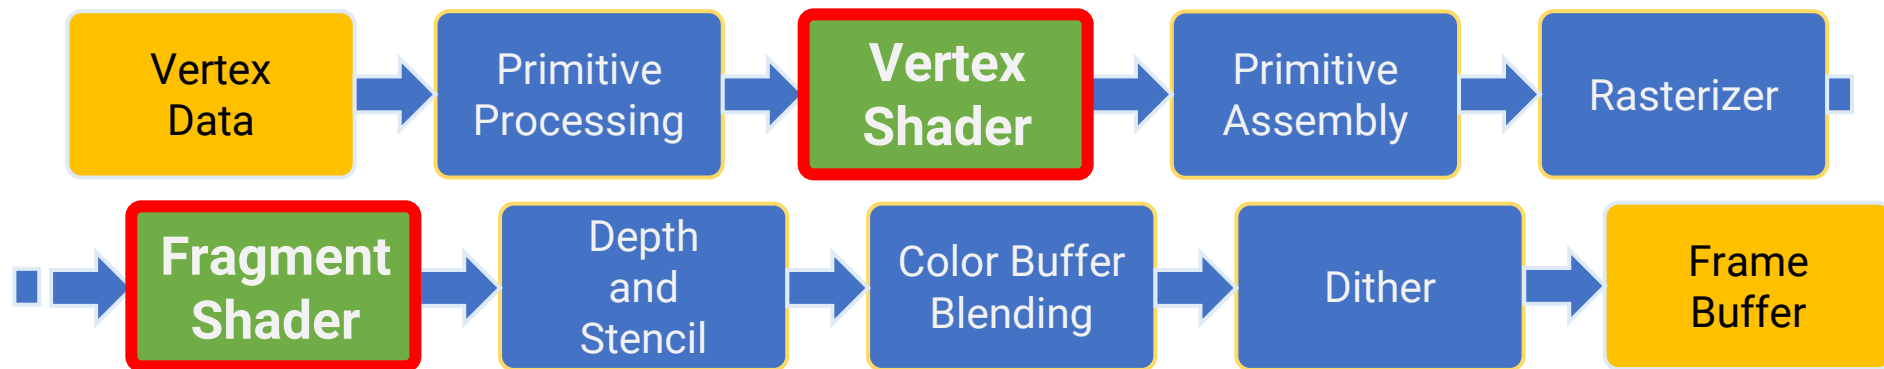 Vertex
Data
Primitive
Processing
Vertex
Shader
Primitive
Assembly
Rasterizer
Fragment
Shader
Depth
and
Stencil
Color Buffer
Blending
Dither
Frame
Buffer